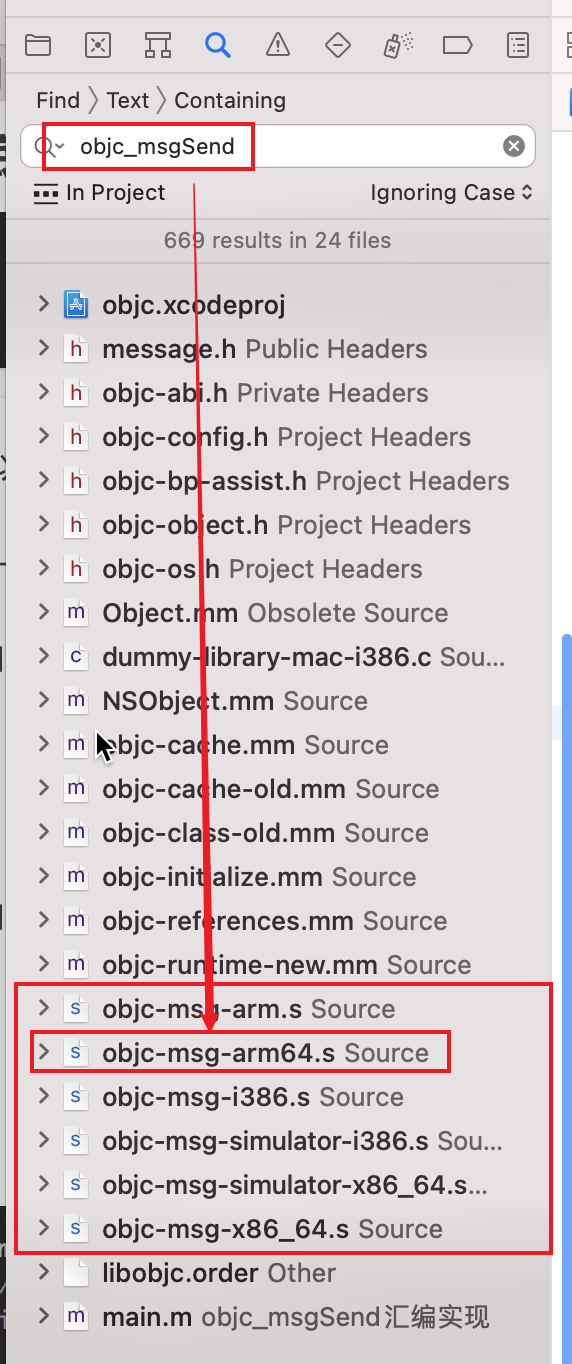 Find 〉 Text 〉 Containing
objc_msgSend
In Project Ignoring Case
669 results in 24 files
objc.xcodeproj
h message.h Public Headers
h objc-abi.h Private Headers
h objc-config.h Project Headers
h objc-bp-assist.h Project Headers
h objc-object.h Project Headers
h objc-os.h Project Headers
m Object.mm Obsolete Source
c dummy-library-mac-i386.c Sou...
m NSObject.mm Source
m objc-cache.mm Source
m objc-cache-old.mm Source
m objc-class-old.mm Source
m objc-initialize.mm Source
m objc-references.mm Source
m objc-runtime-new.mm Source
s objc-msg-arm.s Source
s objc-msg-arm64.s Source
s objc-msg-i386.s Source
s objc-msg-simulator-i386.s Sou...
s objc-msg-simulator-x86_64.s...
s objc-msg-x86_64.s Source
libobjc.order Other
m main.m objc_msgSend汇编实现